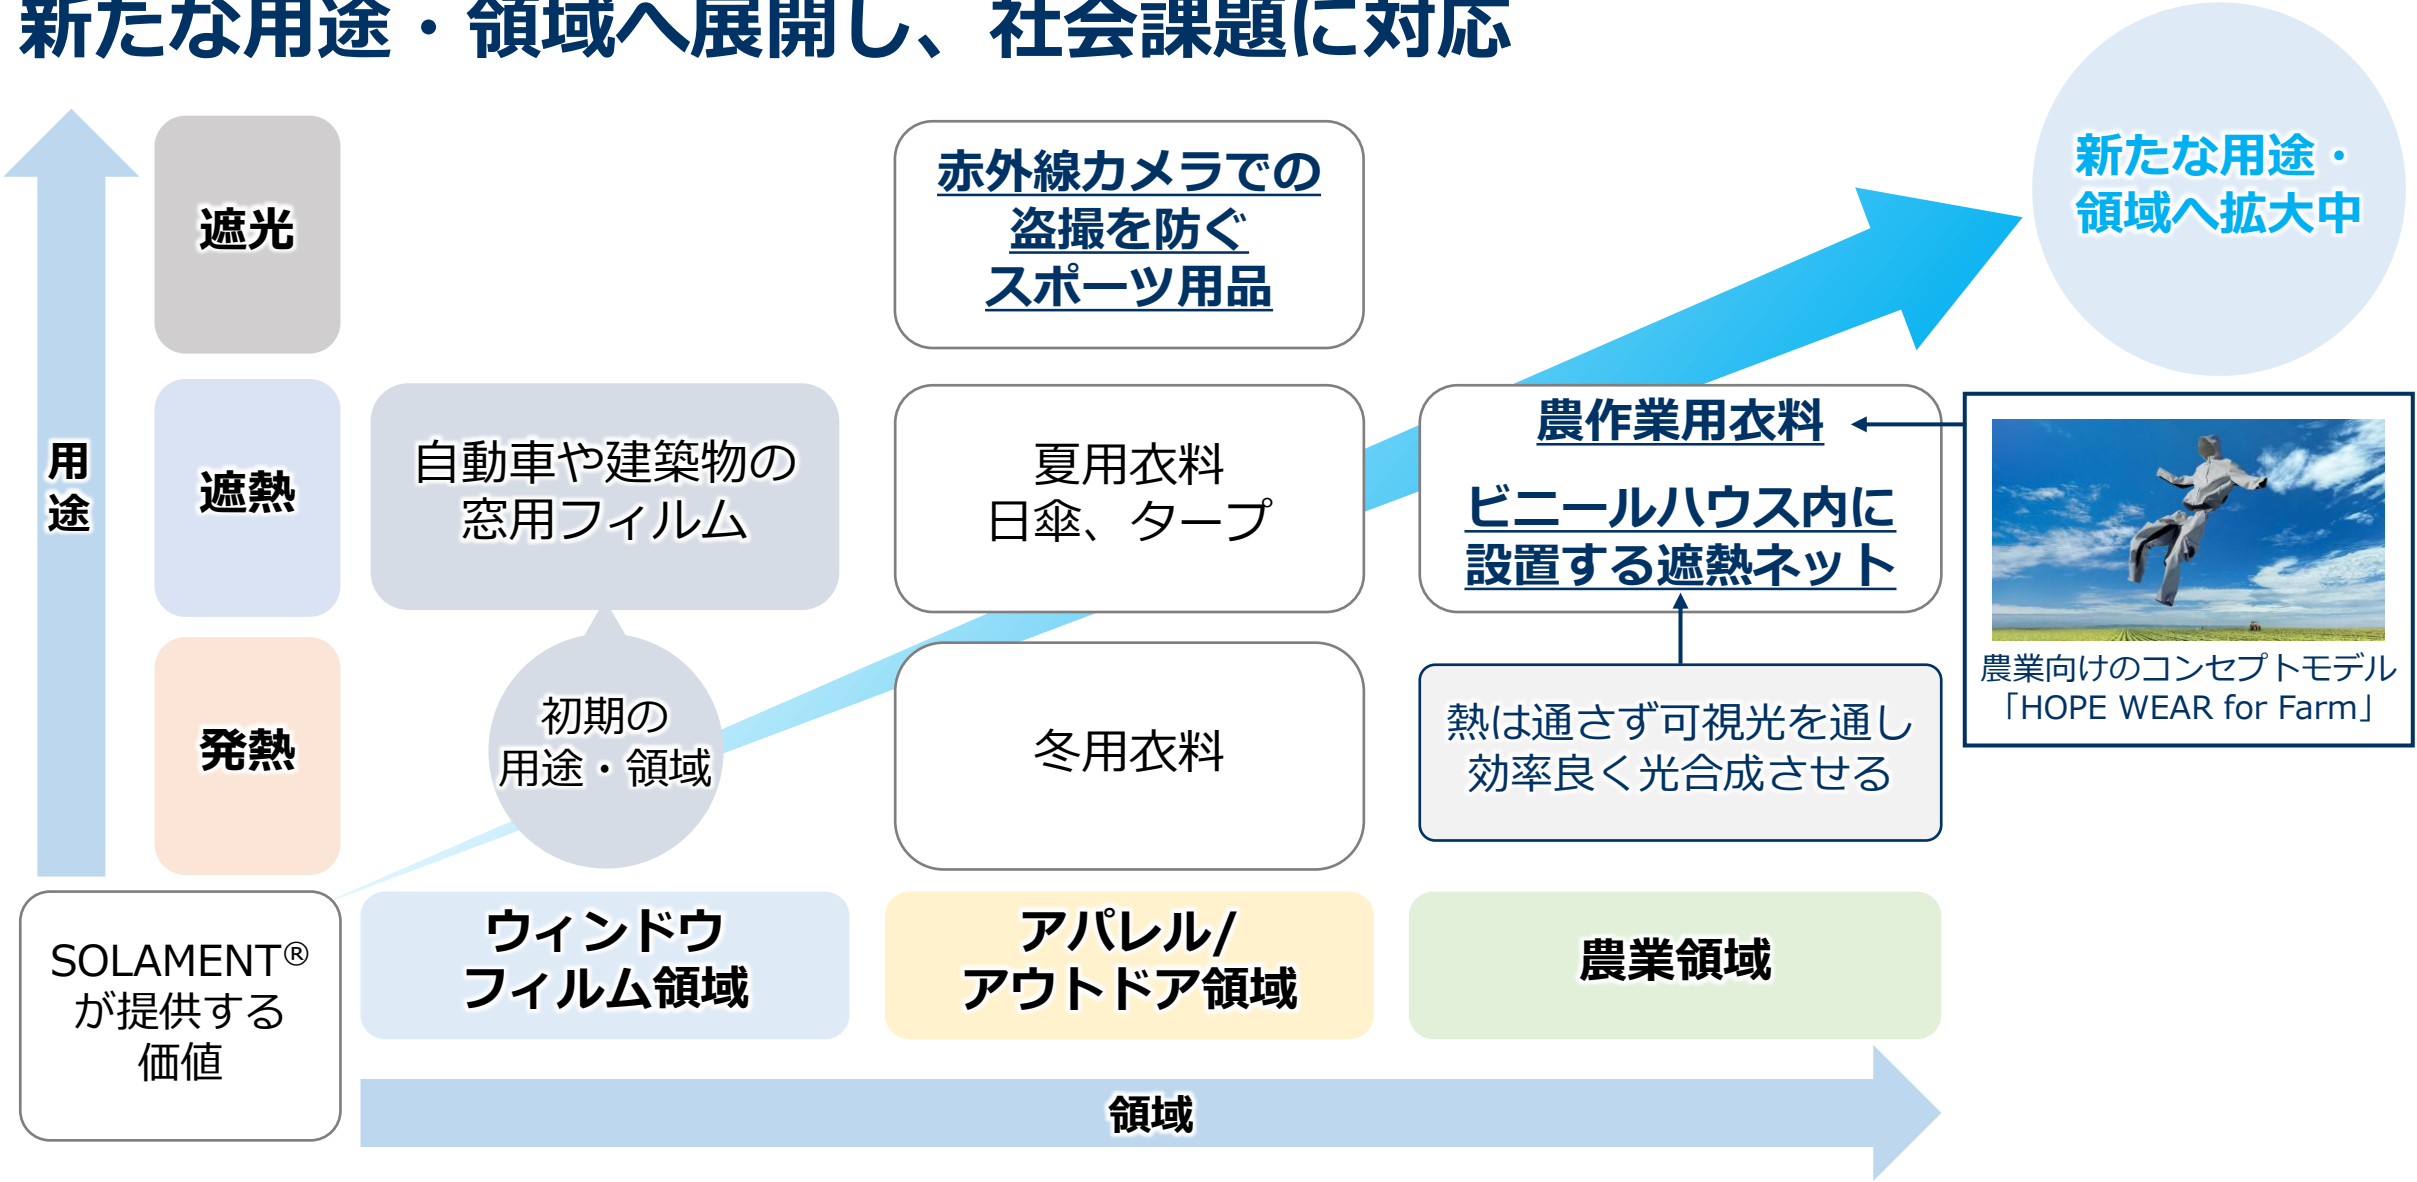 新たな用途・領域へ展開し、社会課題に対応
新たな用途・
領域へ拡大中
用
途
遮光
赤外線カメラでの
盗撮を防ぐ
スポーツ用品
遮熱
自動車や建築物の
窓用フィルム
夏用衣料
日傘、タープ
農作業用衣料
ビニールハウス内に
設置する遮熱ネット
農業向けのコンセプトモデル
「HOPE WEAR for Farm」
発熱
初期の
用途・領域
冬用衣料
熱は通さず可視光を通し
効率良く光合成させる
SOLAMENT®
が提供する
価値
ウィンドウ
フィルム領域
アパレル/
アウトドア領域
農業領域
領域